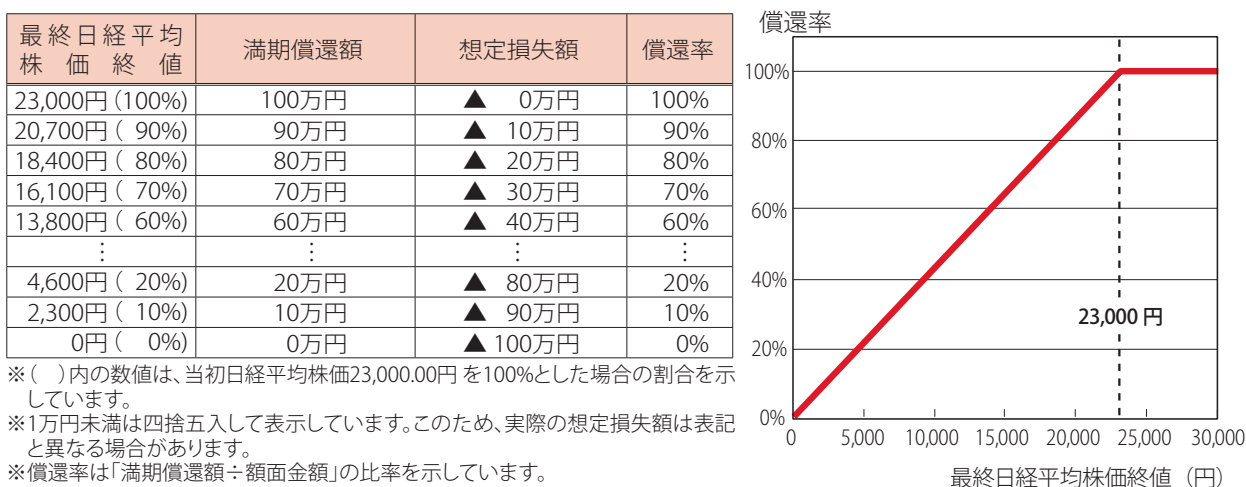 最終日経平均株価終値 満期償還額 想定損失額 償還率
23,000円(100%) 100万円 ▲ 0万円 100%
20,700円( 90%) 90万円 ▲ 10万円 90%
18,400円( 80%) 80万円 ▲ 20万円 80%
16,100円( 70%) 70万円 ▲ 30万円 70%
13,800円( 60%) 60万円 ▲ 40万円 60%
⋮ ⋮ ⋮ ⋮
4,600円( 20%) 20万円 ▲ 80万円 20%
2,300円( 10%) 10万円 ▲ 90万円 10%
0円( 0%) 0万円 ▲ 100万円 0%
※( )内の数値は、当初日経平均株価23,000.00円を100%とした場合の割合を示
しています。
※1万円未満は四捨五入して表示しています。このため、実際の想定損失額は表記
と異なる場合があります。
※償還率は「満期償還額÷額面金額」の比率を示しています。
償還率
100%
80%
60%
40%
20%
0%
23,000 円
0 5,000 10,000 15,000 20,000 25,000 30,000
最終日経平均株価終値(円)